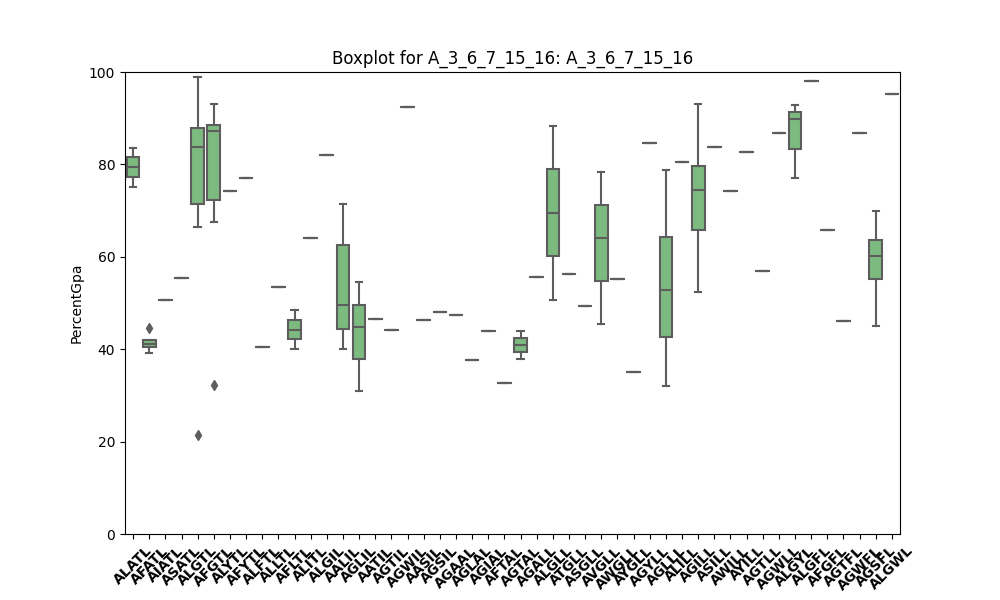 Boxplot for A_3_6_7_15_16: A_3_6_7_15_16
PercentGpa
100
80
60
40
20
0
ALATL
AFATL
AIATL
ASATL
ALGTL
AFGTL
ALYTL
AFYTL
ALFTL
ALLTL
AFLTL
ALITL
ALGIL
AALIL
AGLIL
AATIL
AGTIL
AGWIL
AASIL
AGSIL
AGAAL
AGLAL
AGIAL
AFTAL
AGTAL
AGALL
ALGLL
ATGLL
ASGLL
AVGLL
AWGLL
AYGLL
AGYLL
AGLLL
ALILL
AGILL
ASILL
AWILL
AYILL
AGTLL
AGWLL
ALGYL
ALGFL
AFGFL
AGTFL
AGWFL
AGSFL
ALGWL